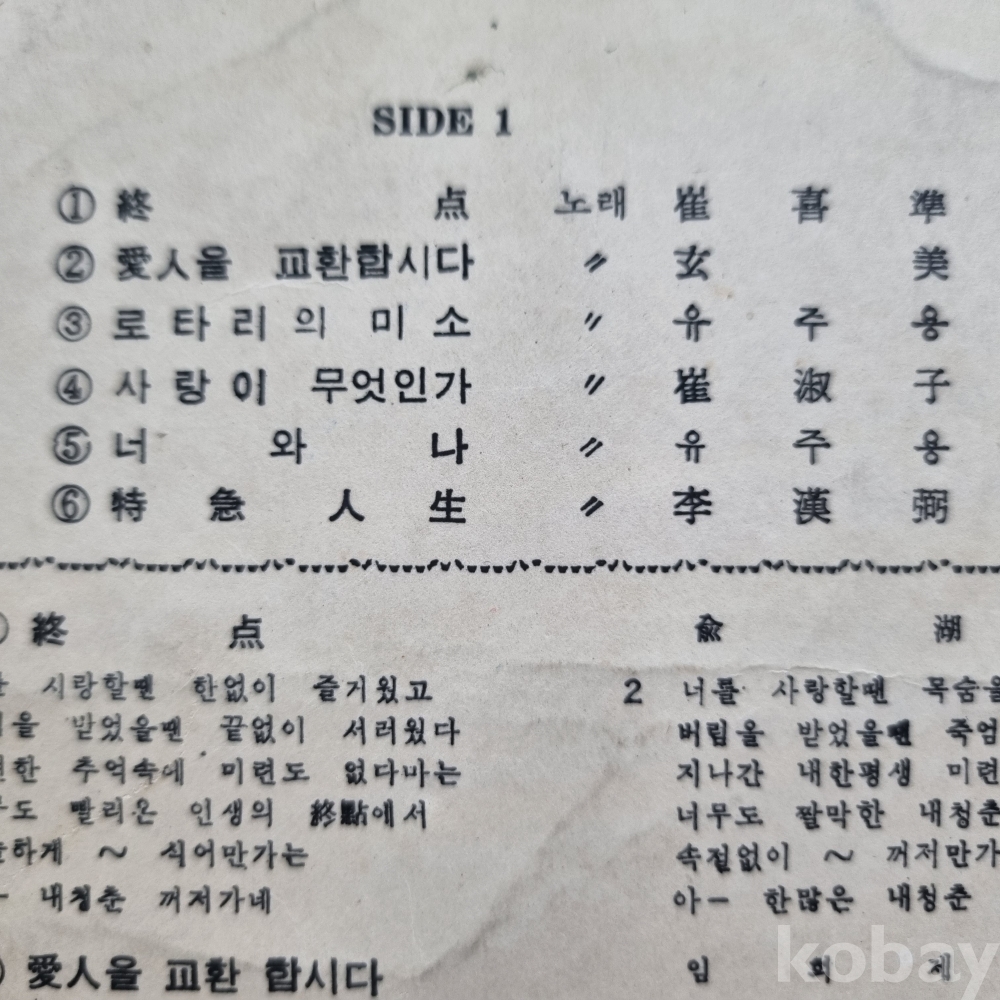 SIDE 1
① 終 点 노래 崔 喜 準
② 愛人을 교환합시다 〃 玄 美
③ 로타리의 미소 〃 유 주 용
④ 사랑이 무엇인가 〃 崔 淑 子
⑤ 너 와 나 〃 유 주 용
⑥ 特 急 人 生 〃 李 漢 弼
終 点 兪 湖
시랑할땐 한없이 즐거웠고
받었을땐 끝없이 서러웠다
추억속에 미련도 없다마는
빨리온 인생의 終點에서
~ 식어만가는
내청춘 꺼저가네
2 너를 사랑할땐 목숨을
버림을 받었을땐 죽엄
지나간 내한평생 미련
너무도 짤막한 내청춘
속절없이 ~ 꺼저만가
아ー 한많은 내청춘
愛人을 교환 합시다 임 희 재
kobay